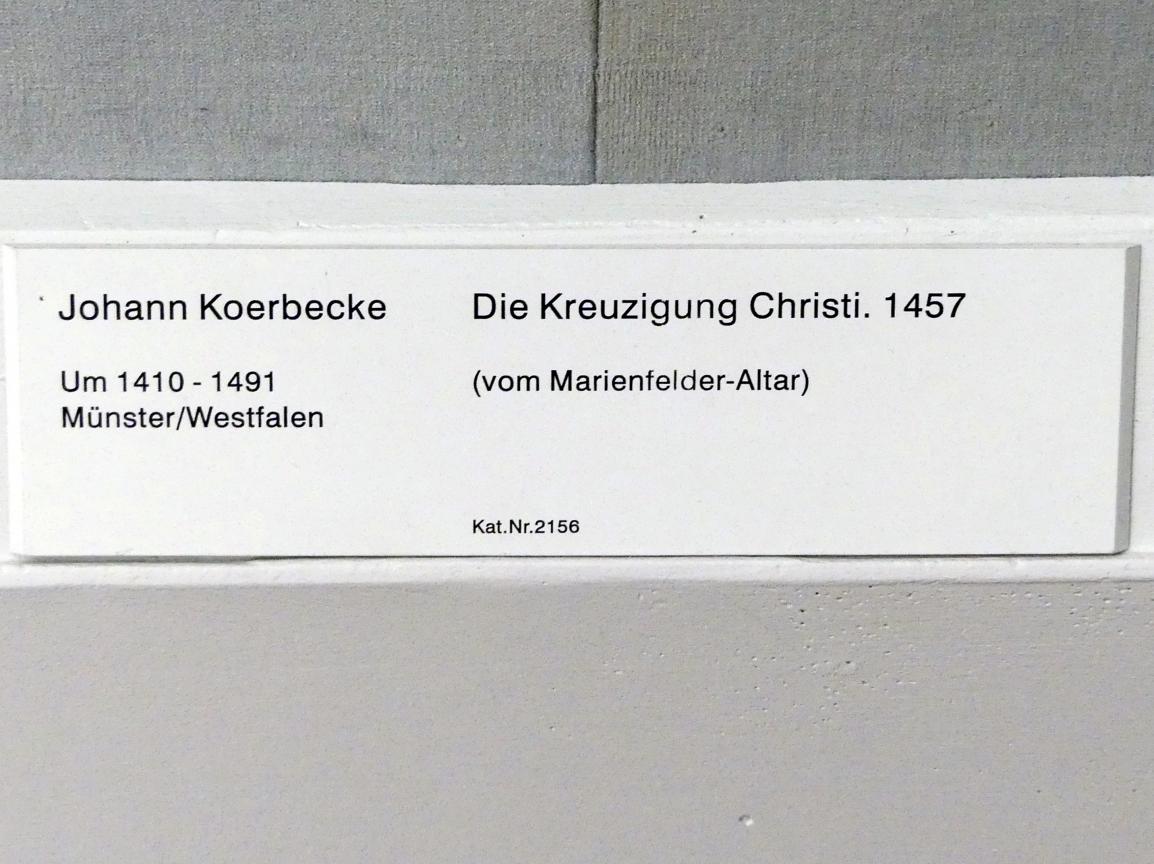 Johann Koerbecke
Um 1410 - 1491
Münster/Westfalen
Die Kreuzigung Christi. 1457
(vom Marienfelder-Altar)
Kat.Nr.2156